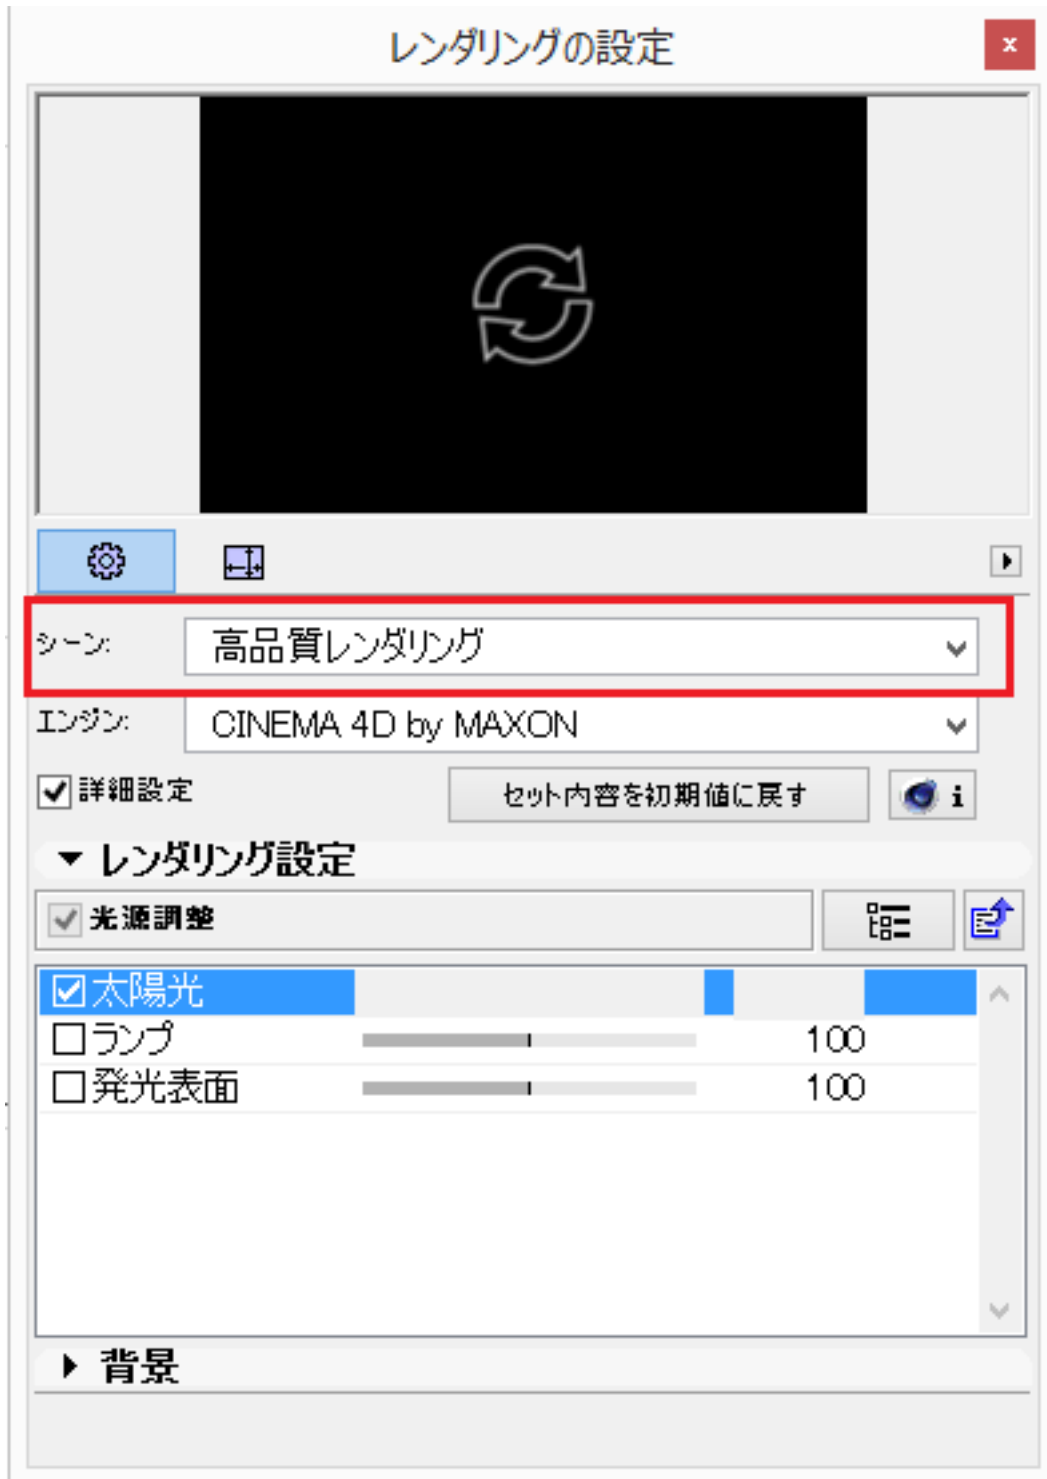 レンダリングの設定
x
シーン: 高品質レンダリング
エンジン: CINEMA 4D by MAXON
詳細設定 セット内容を初期値に戻す i
レンダリング設定
光源調整
太陽光
ランプ 100
発光表面 100
背景